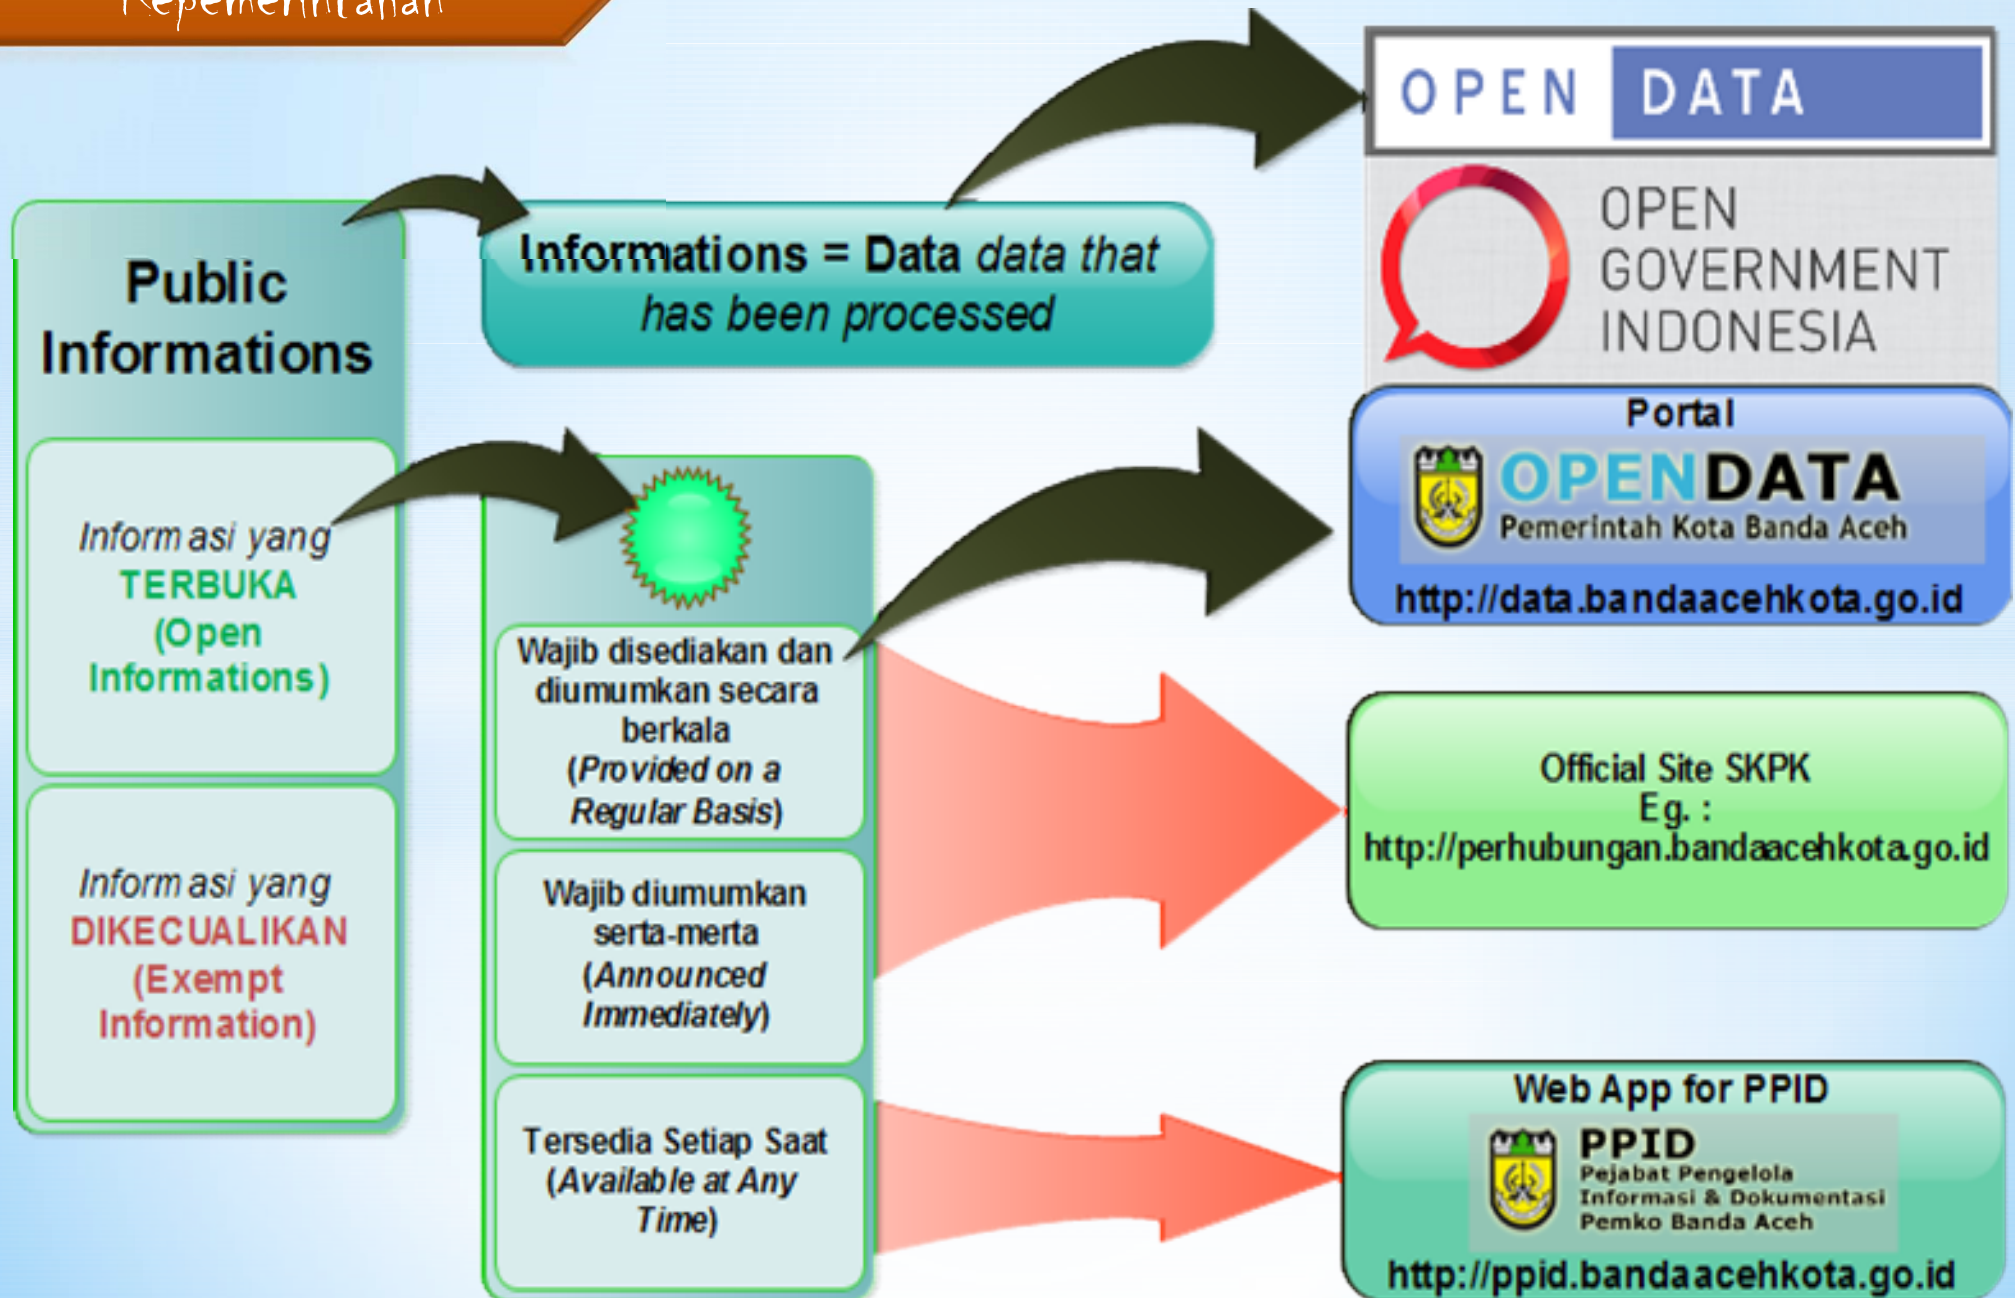 Kepemerintahan
Public
Informations
Informasi yang
TERBUKA
(Open
Informations)
Informasi yang
DIKECUALIKAN
(Exempt
Information)
Informations = Data data that
has been processed
Wajib disediakan dan
diumumkan secara
berkala
(Provided on a
Regular Basis)
Wajib diumumkan
serta-merta
(Announced
Immediately)
Tersedia Setiap Saat
(Available at Any
Time)
OPEN DATA
OPEN
GOVERNMENT
INDONESIA
Portal
OPENDATA
Pemerintah Kota Banda Aceh
http://data.bandaacehkota.go.id
Official Site SKPK
Eg. :
http://perhubungan.bandaacehkota.go.id
Web App for PPID
PPID
Pejabat Pengelola
Informasi & Dokumentasi
Pemko Banda Aceh
http://ppid.bandaacehkota.go.id